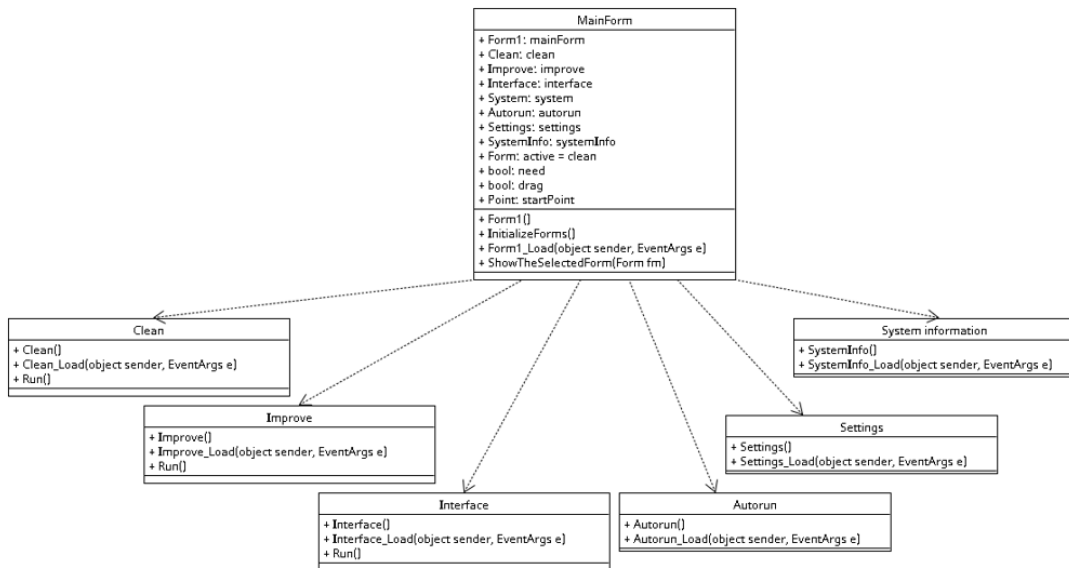 MainForm
+ Form1: mainForm
+ Clean: clean
+ Improve: improve
+ Interface: interface
+ System: system
+ Autorun: autorun
+ Settings: settings
+ SystemInfo: systemInfo
+ Form: active = clean
+ bool: need
+ bool: drag
+ Point: startPoint
+ Form1()
+ InitializeForms()
+ Form1_Load(object sender, EventArgs e)
+ ShowTheSelectedForm(Form fm)
Clean
+ Clean()
+ Clean_Load(object sender, EventArgs e)
+ Run()
System information
+ SystemInfo()
+ SystemInfo_Load(object sender, EventArgs e)
Improve
+ Improve()
+ Improve_Load(object sender, EventArgs e)
+ Run()
Settings
+ Settings()
+ Settings_Load(object sender, EventArgs e)
Interface
+ Interface()
+ Interface_Load(object sender, EventArgs e)
+ Run()
Autorun
+ Autorun()
+ Autorun_Load(object sender, EventArgs e)